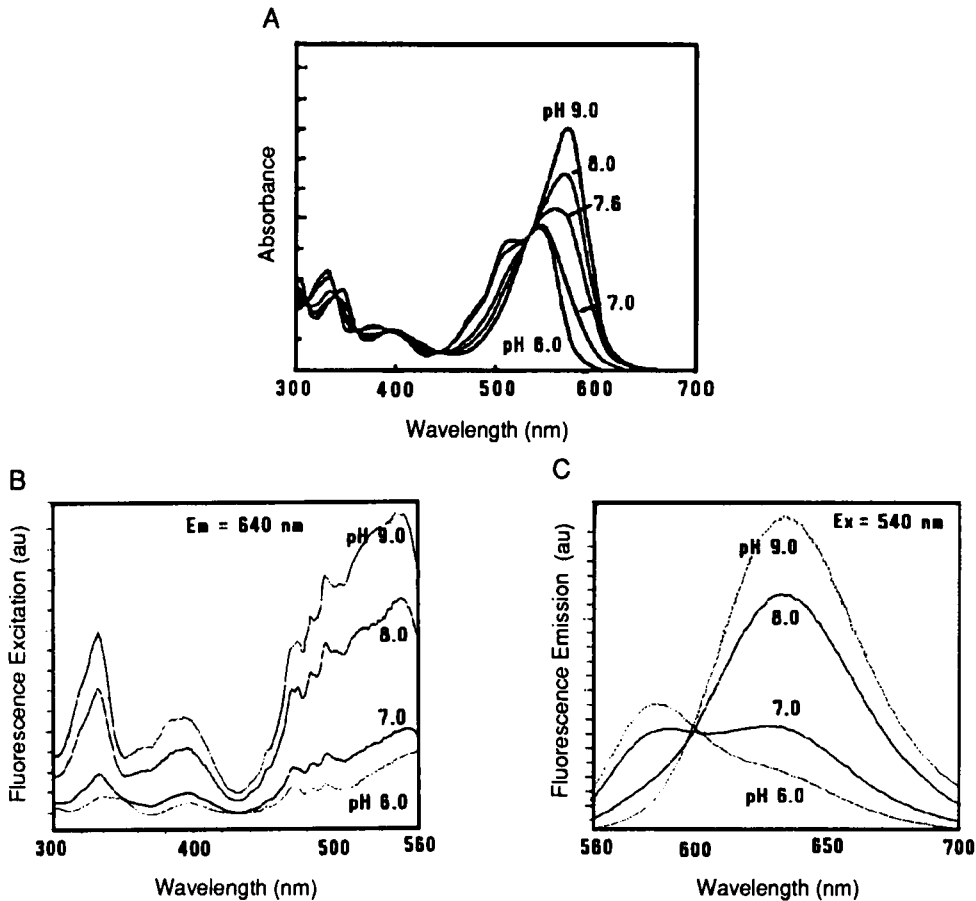 A
Absorbance
pH 9.0
8.0
7.6
7.0
pH 6.0
300 400 500 600 700
Wavelength (nm)
B
Fluorescence Excitation (au)
Em = 640 nm
pH 9.0
8.0
7.0
pH 6.0
300 400 500 560
Wavelength (nm)
C
Fluorescence Emission (au)
Ex = 540 nm
pH 9.0
8.0
7.0
pH 6.0
560 600 650 700
Wavelength (nm)